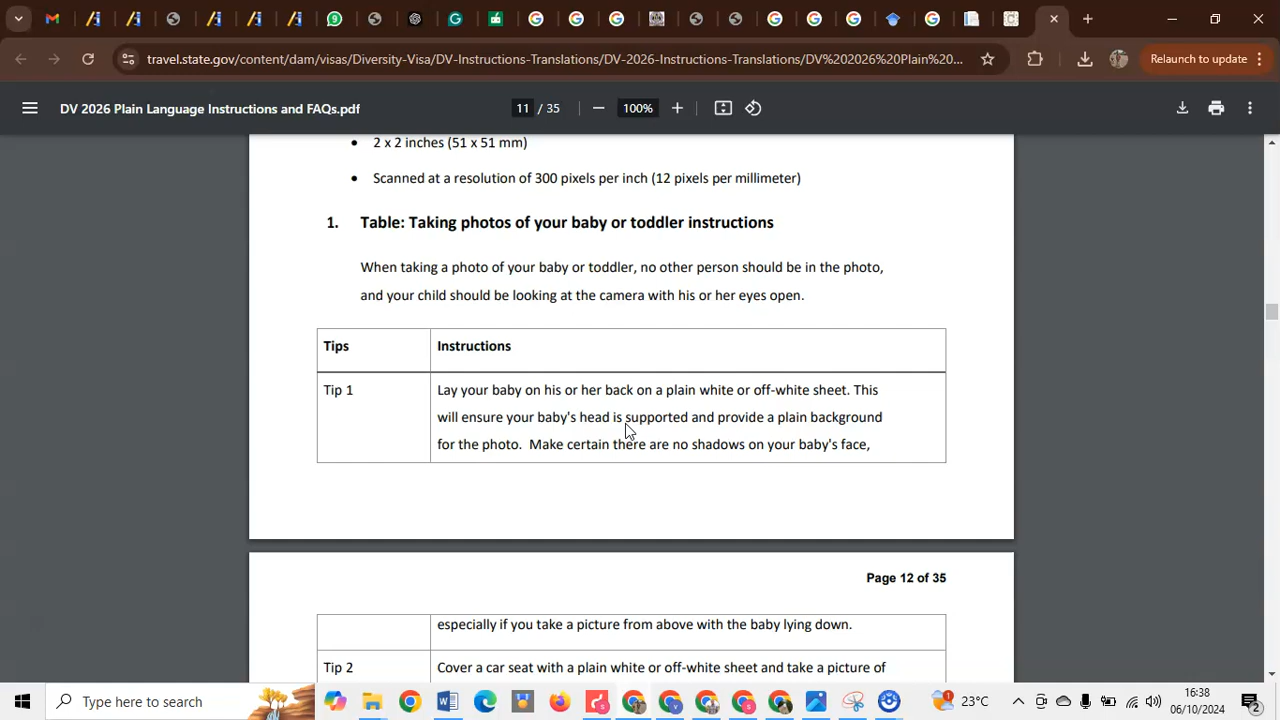 travel.state.gov/content/dam/visas/Diversity-Visa/DV-Instructions-Translations/DV-2026-Instructions-Translations/DV%202026%20Plain%20...
Relaunch to update
DV 2026 Plain Language Instructions and FAQs.pdf
11 / 35
100%
• 2 x 2 inches (51 x 51 mm)
• Scanned at a resolution of 300 pixels per inch (12 pixels per millimeter)
1. Table: Taking photos of your baby or toddler instructions
When taking a photo of your baby or toddler, no other person should be in the photo,
and your child should be looking at the camera with his or her eyes open.
Tips Instructions
Tip 1 Lay your baby on his or her back on a plain white or off-white sheet. This
will ensure your baby's head is supported and provide a plain background
for the photo. Make certain there are no shadows on your baby's face,
Page 12 of 35
especially if you take a picture from above with the baby lying down.
Tip 2 Cover a car seat with a plain white or off-white sheet and take a picture of
Type here to search
23°C
16:38
06/10/2024
2